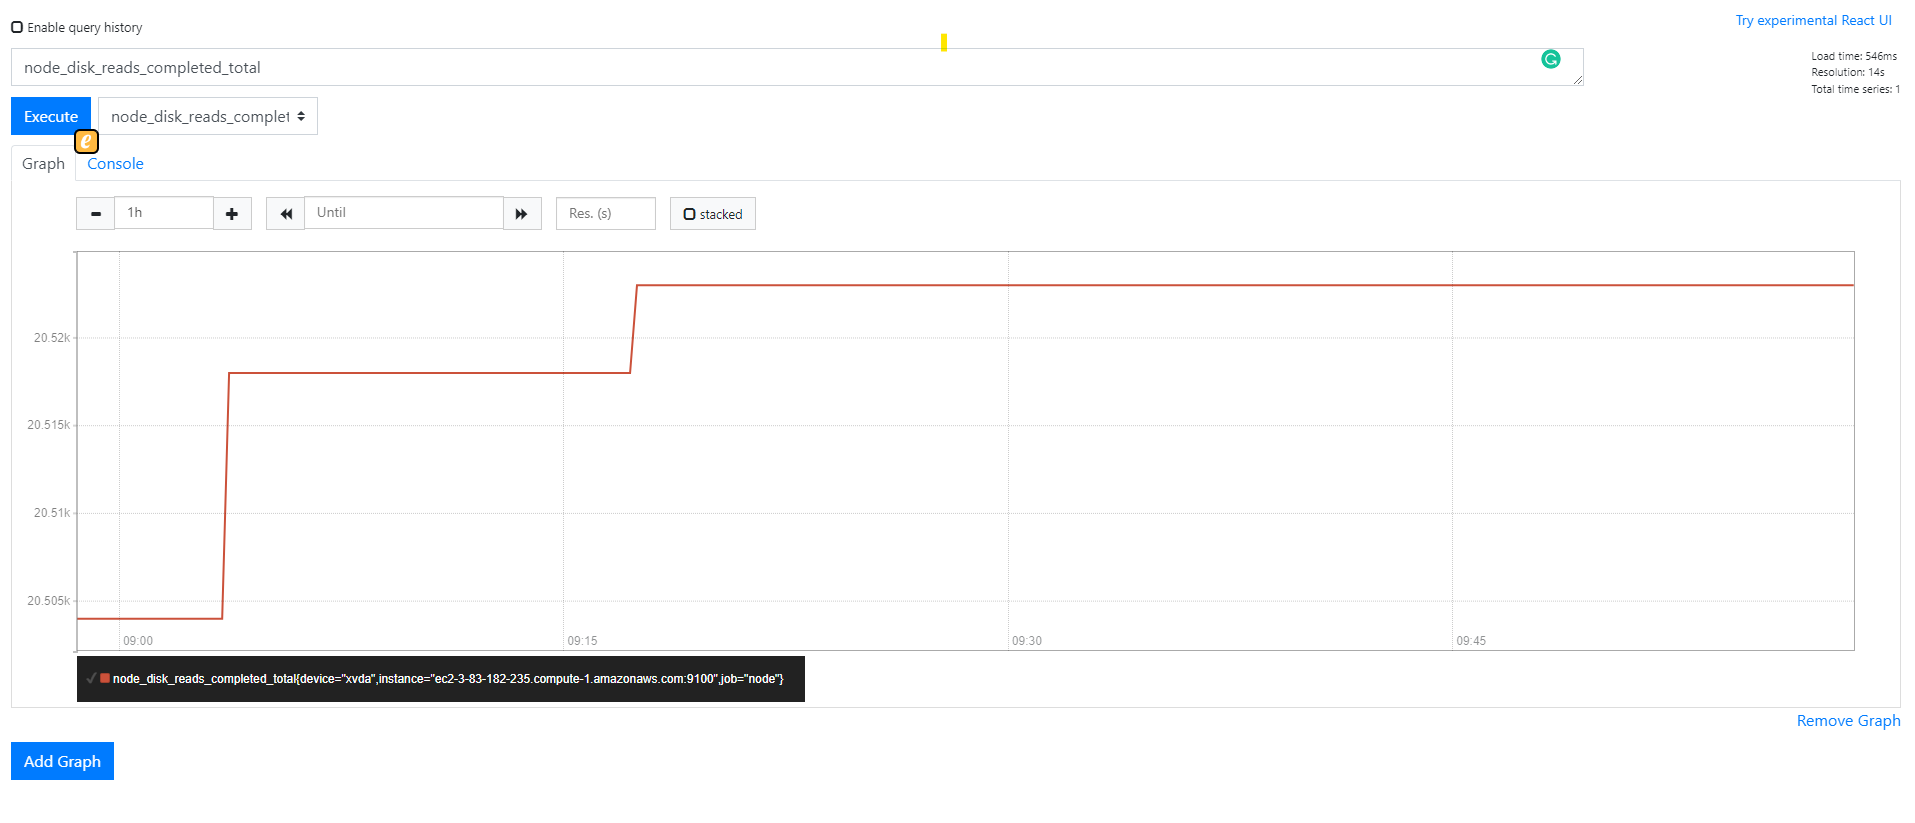 Enable query history
Try experimental React UI
node_disk_reads_completed_total
Load time: 546ms
Resolution: 14s
Total time series: 1
Execute
node_disk_reads_complet
Graph
Console
1h
Until
Res. (s)
stacked
20.52k
20.515k
20.51k
20.505k
09:00
09:15
09:30
09:45
node_disk_reads_completed_total{device="xvda",instance="ec2-3-83-182-235.compute-1.amazonaws.com:9100",job="node"}
Remove Graph
Add Graph